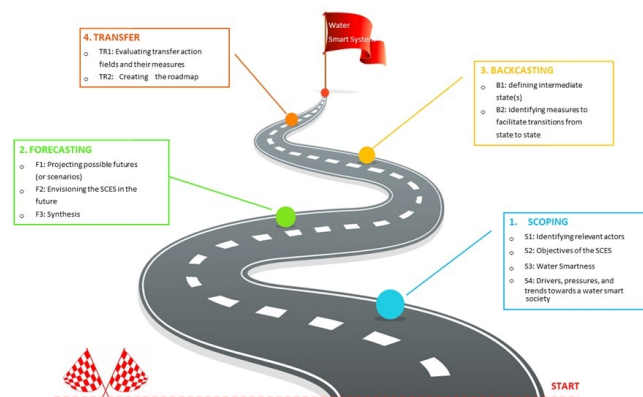 Water
Smart System
4. TRANSFER
o TR1: Evaluating transfer action
fields and their measures
o TR2: Creating the roadmap
3. BACKCASTING
o B1: defining intermediate
state(s)
o B2: identifying measures to
facilitate transitions from
state to state
2. FORECASTING
o F1: Projecting possible futures
(or scenarios)
o F2: Envisioning the SCES in the
future
o F3: Synthesis
1. SCOPING
o S1: Identifying relevant actors
o S2: Objectives of the SCES
o S3: Water Smartness
o S4: Drivers, pressures, and
trends towards a water smart
society
START